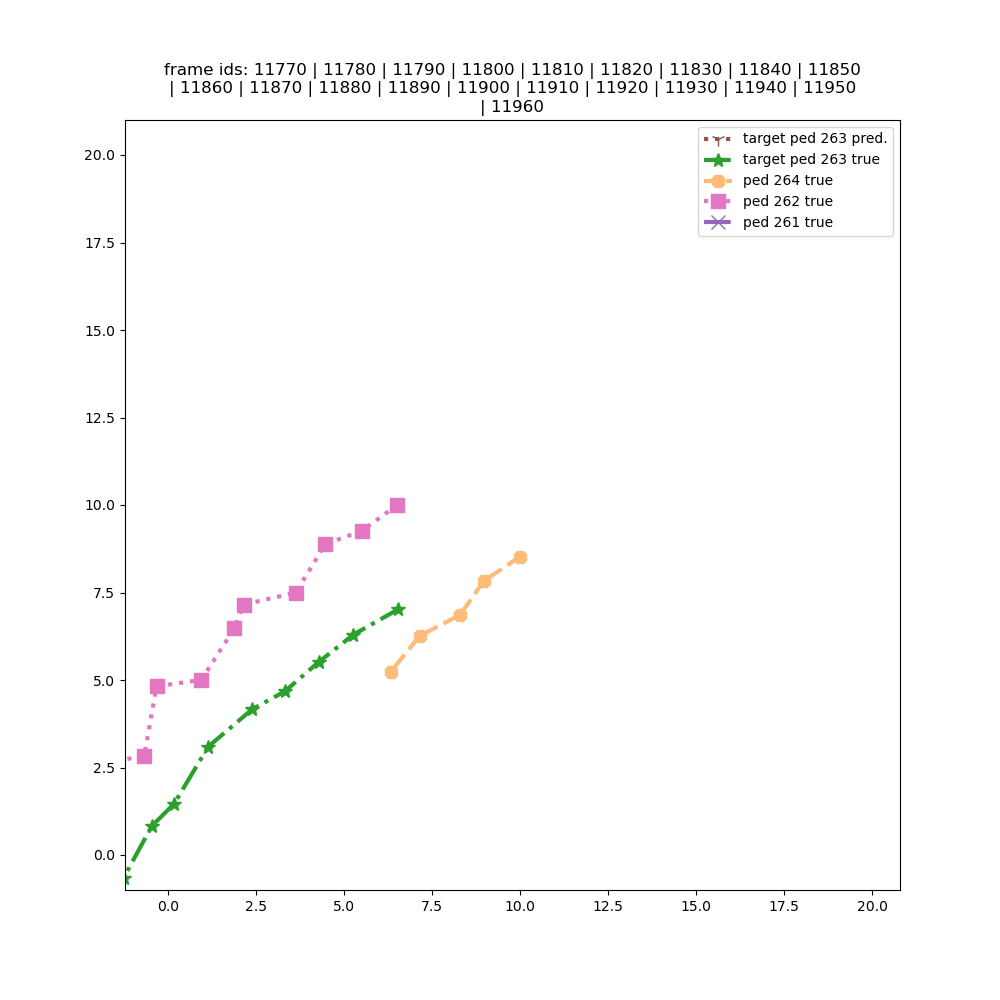 frame ids: 11770 | 11780 | 11790 | 11800 | 11810 | 11820 | 11830 | 11840 | 11850
| 11860 | 11870 | 11880 | 11890 | 11900 | 11910 | 11920 | 11930 | 11940 | 11950
| 11960
target ped 263 pred.
target ped 263 true
ped 264 true
ped 262 true
ped 261 true
20.0
17.5
15.0
12.5
10.0
7.5
5.0
2.5
0.0
0.0 2.5 5.0 7.5 10.0 12.5 15.0 17.5 20.0